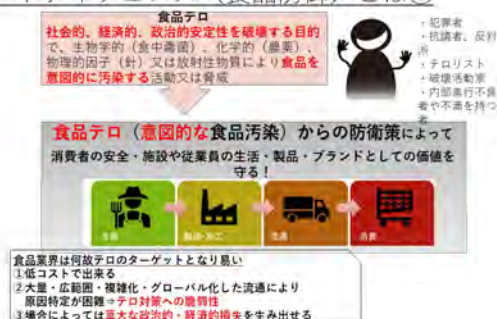 (食品防御)とは①
食品テロ
社会的、経済的、政治的安定性を破壊する目的
で、生物学的(食中毒菌)、化学的(農薬)、
物理的因子(針)又は放射性物質により食品を
意図的に汚染する活動又は脅威
・犯罪者
・抗議者、反対
派
・テロリスト
・破壊活動家
・内部素行不良
者や不満を持つ
者
食品テロ(意図的な食品汚染)からの防衛策によって
消費者の安全・施設や従業員の生活・製品・ブランドとしての価値を
守る!
生産
製造・加工
流通
消費
食品業界は何故テロのターゲットとなり易い
①低コストで出来る
②大量・広範囲・複雑化・グローバル化した流通により
原因特定が困難⇒テロ対策への脆弱性
③場合によっては莫大な政治的・経済的損失を生み出せる